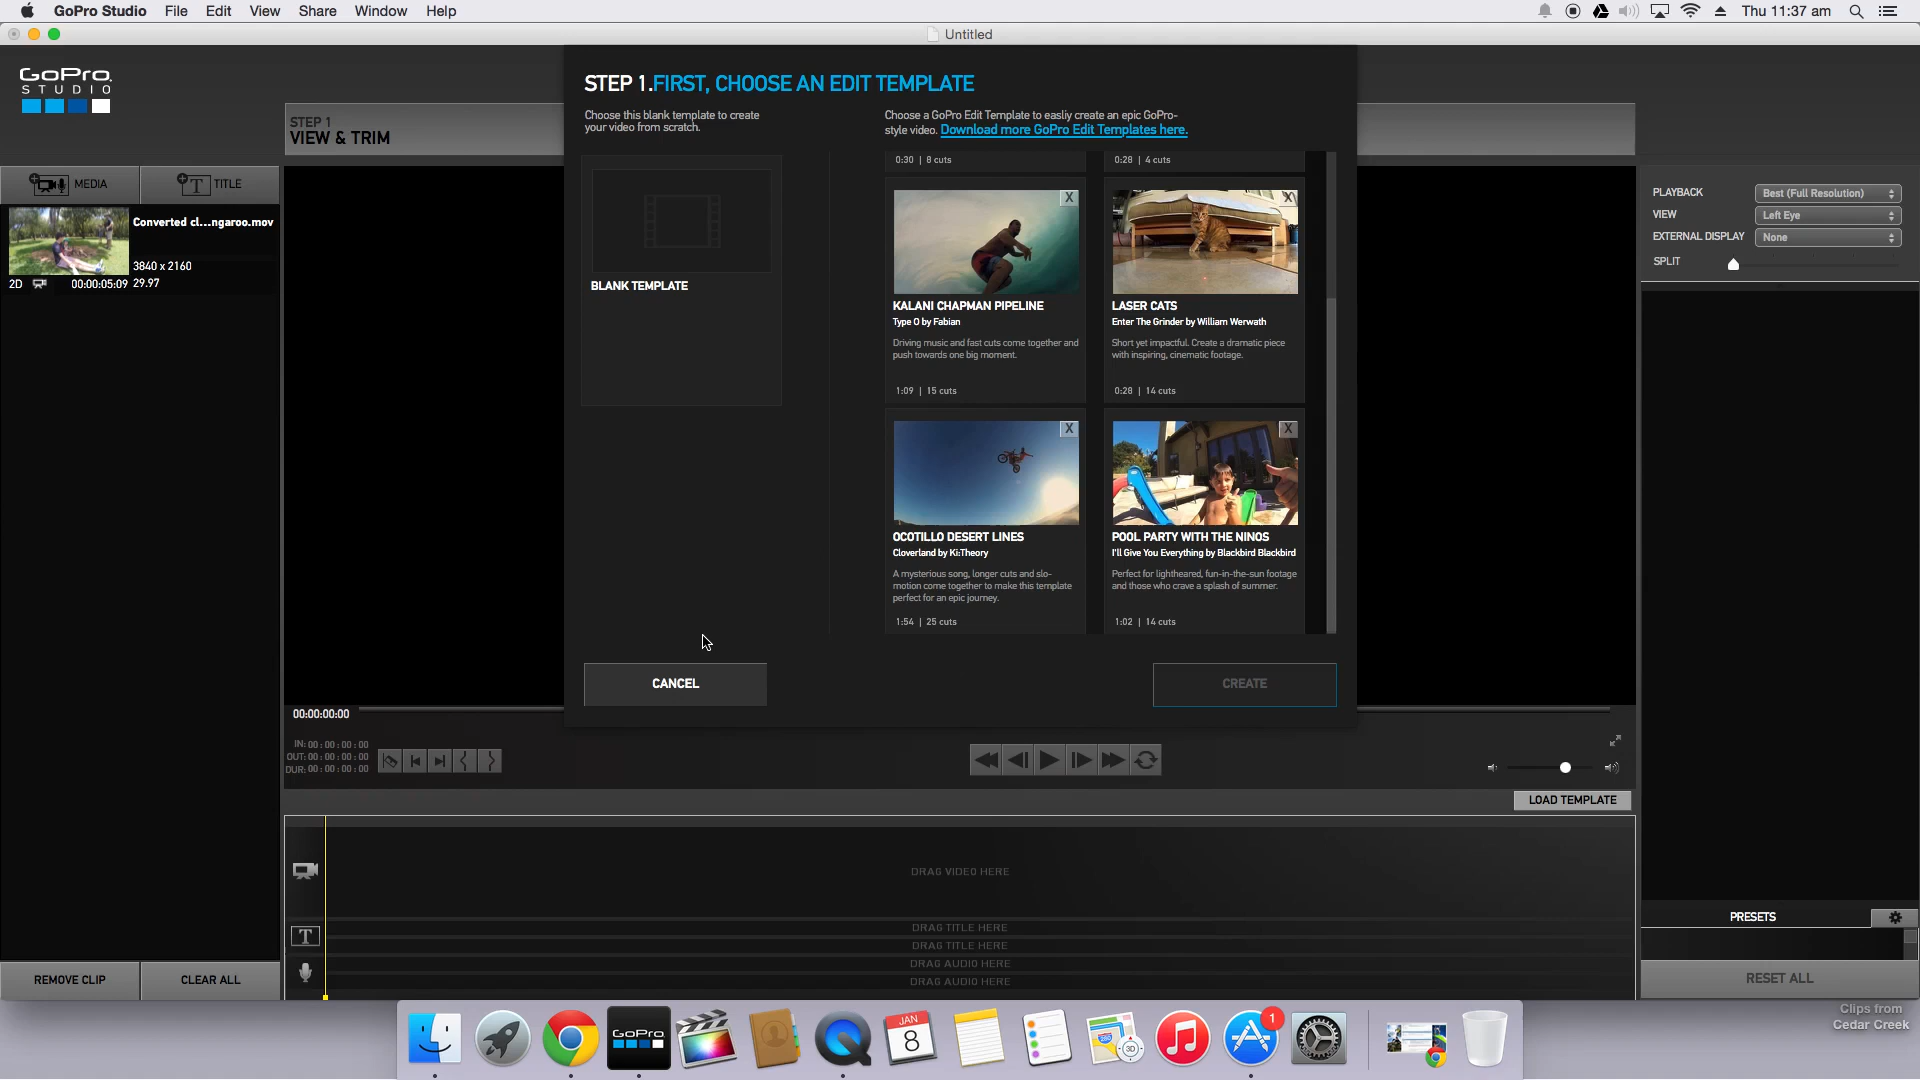 GoPro Studio File Edit View Share Window Help
Thu 11:37 am
Untitled
GoPro
STUDIO
STEP 1
VIEW & TRIM
MEDIA
TITLE
Converted cl...ngaroo.mov
3840 x 2160
2D 00:00:05:09 29.97
STEP 1.FIRST, CHOOSE AN EDIT TEMPLATE
Choose this blank template to create
your video from scratch.
BLANK TEMPLATE
Choose a GoPro Edit Template to easliy create an epic GoPro-
style video. Download more GoPro Edit Templates here.
0:30 | 8 cuts
0:28 | 4 cuts
X
KALANI CHAPMAN PIPELINE
Type O by Fabian
Driving music and fast cuts come together and
push towards one big moment.
1:09 | 15 cuts
X
LASER CATS
Enter The Grinder by William Werwath
Short yet impactful. Create a dramatic piece
with inspiring, cinematic footage.
0:28 | 14 cuts
X
OCOTILLO DESERT LINES
Cloverland by Ki:Theory
A mysterious song, longer cuts and slo-
motion come together to make this template
perfect for an epic journey.
1:54 | 25 cuts
X
POOL PARTY WITH THE NINOS
I'll Give You Everything by Blackbird Blackbird
Perfect for lightheared, fun-in-the-sun footage
and those who crave a splash of summer.
1:02 | 14 cuts
CANCEL
CREATE
PLAYBACK Best (Full Resolution)
VIEW Left Eye
EXTERNAL DISPLAY None
SPLIT
00:00:00:00
IN: 00 : 00 : 00 : 00
OUT: 00 : 00 : 00 : 00
DUR: 00 : 00 : 00 : 00
LOAD TEMPLATE
DRAG VIDEO HERE
T
DRAG TITLE HERE
DRAG TITLE HERE
DRAG AUDIO HERE
DRAG AUDIO HERE
PRESETS
RESET ALL
REMOVE CLIP
CLEAR ALL
Clips from
Cedar Creek
GoPro
JAN
8
280
3D
1